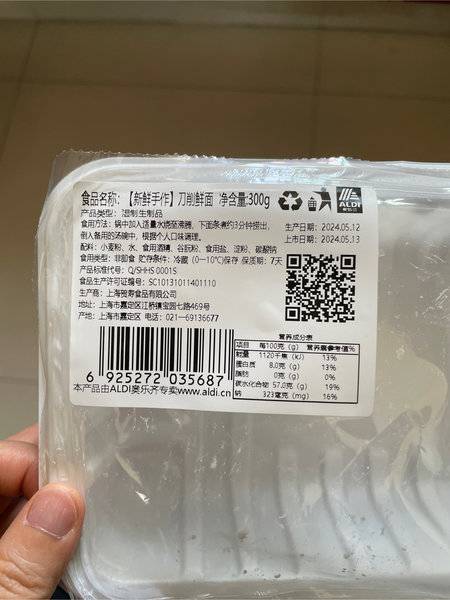 食品名称: 【新鲜手作】刀削鲜面 净含量:300g
ALDI
奥乐齐
产品类型: 湿制生制品
生产日期: 2024.05.12
食用方法: 锅中加入适量水烧至沸腾, 下面条煮约3分钟捞出,
上市日期: 2024.05.13
倒入备用的汤碗中, 根据个人口味调理。
配料: 小麦粉、水、食用酒精、谷朊粉、食用盐、淀粉、碳酸钠
食用类型: 非即食 贮存条件: 冷藏 (0—10℃)保存 保质期: 7天
产品标准代号: Q/SHHS 0001S
食品生产许可证编号: SC10131011401110
生产商: 上海贺寿食品有限公司
地址: 上海市嘉定区江桥镇宝园七路469号
产地: 上海市嘉定区 电话: 021—69136677
营养成分表
项目 每100克 (g) 营养素参考值%
能量 1120千焦 (kJ) 13%
蛋白质 8.0克 (g) 13%
脂肪 0克 (g) 0%
碳水化合物 57.0克 (g) 19%
钠 323毫克 (mg) 16%
6 925272 035687
本产品由ALDI奥乐齐专卖www.aldi.cn